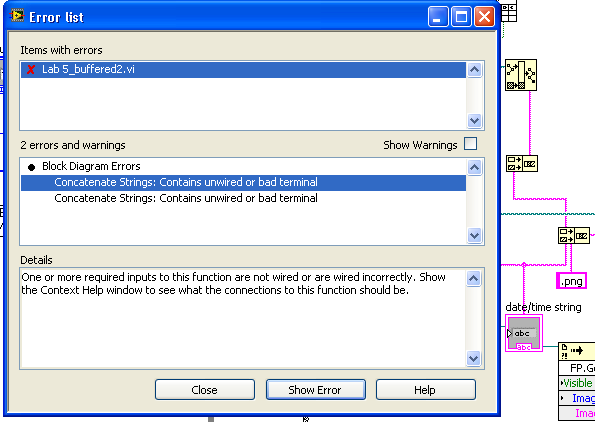 Error list
Items with errors
Lab 5_buffered2.vi
2 errors and warnings
Show Warnings
Block Diagram Errors
Concatenate Strings: Contains unwired or bad terminal
Concatenate Strings: Contains unwired or bad terminal
Details
One or more required inputs to this function are not wired or are wired incorrectly. Show
the Context Help window to see what the connections to this function should be.
Close
Show Error
Help
.png
date/time string
abc
abc
FP.Ge
Visible
Imag
Imag